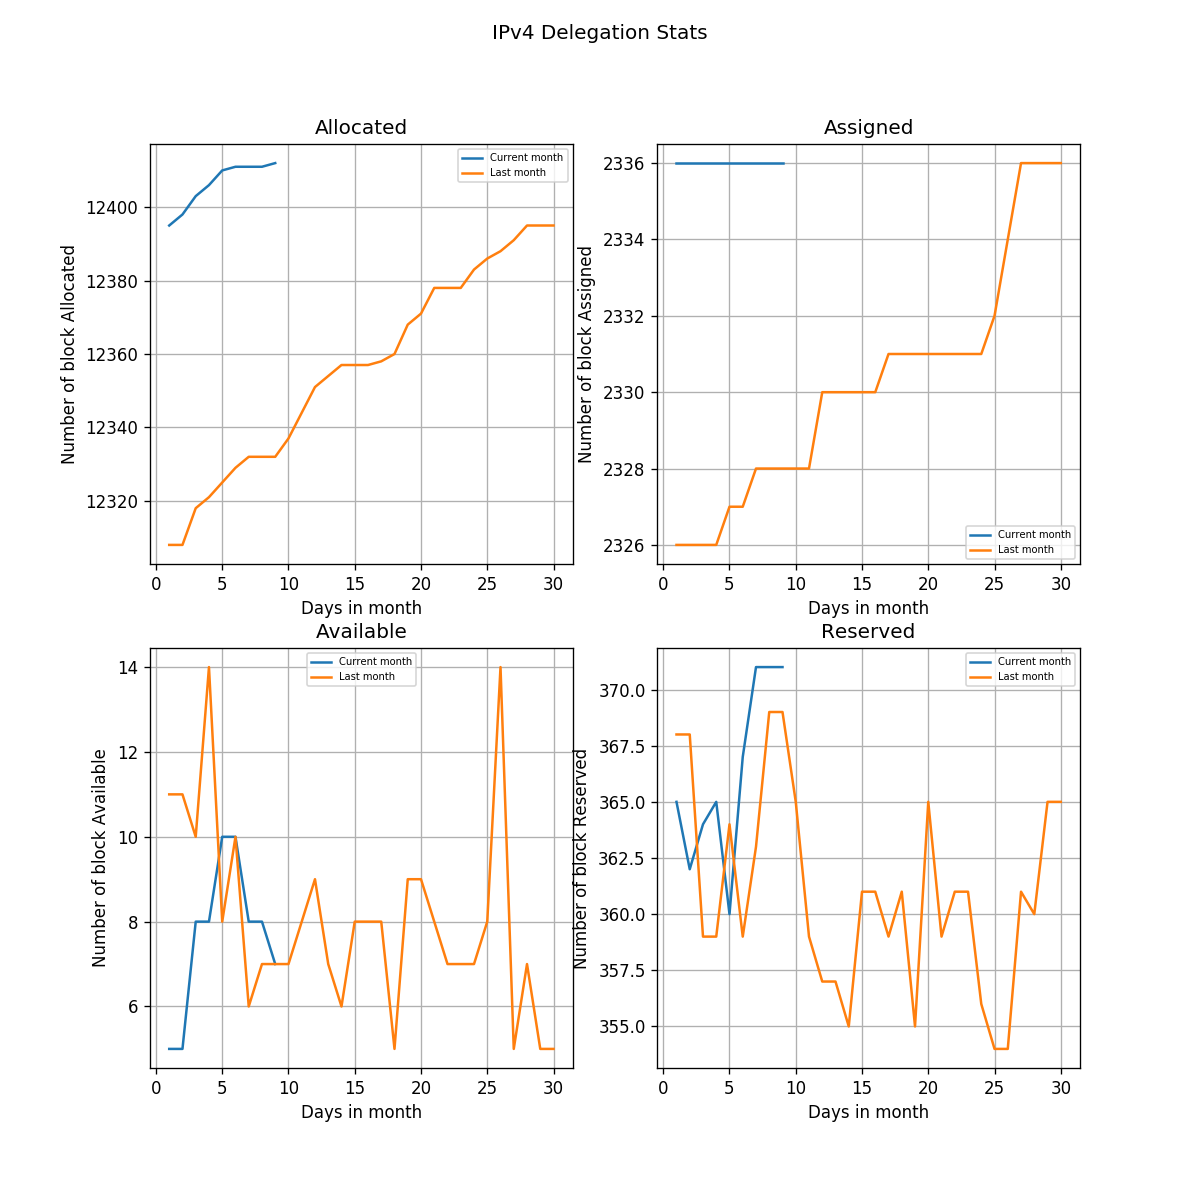 IPv4 Delegation Stats
Allocated
Number of block Allocated
12400
12380
12360
12340
12320
Current month
Last month
0 5 10 15 20 25 30
Days in month
Assigned
Number of block Assigned
2336
2334
2332
2330
2328
2326
Current month
Last month
0 5 10 15 20 25 30
Days in month
Available
Number of block Available
14
12
10
8
6
Current month
Last month
0 5 10 15 20 25 30
Days in month
Reserved
Number of block Reserved
370.0
367.5
365.0
362.5
360.0
357.5
355.0
Current month
Last month
0 5 10 15 20 25 30
Days in month